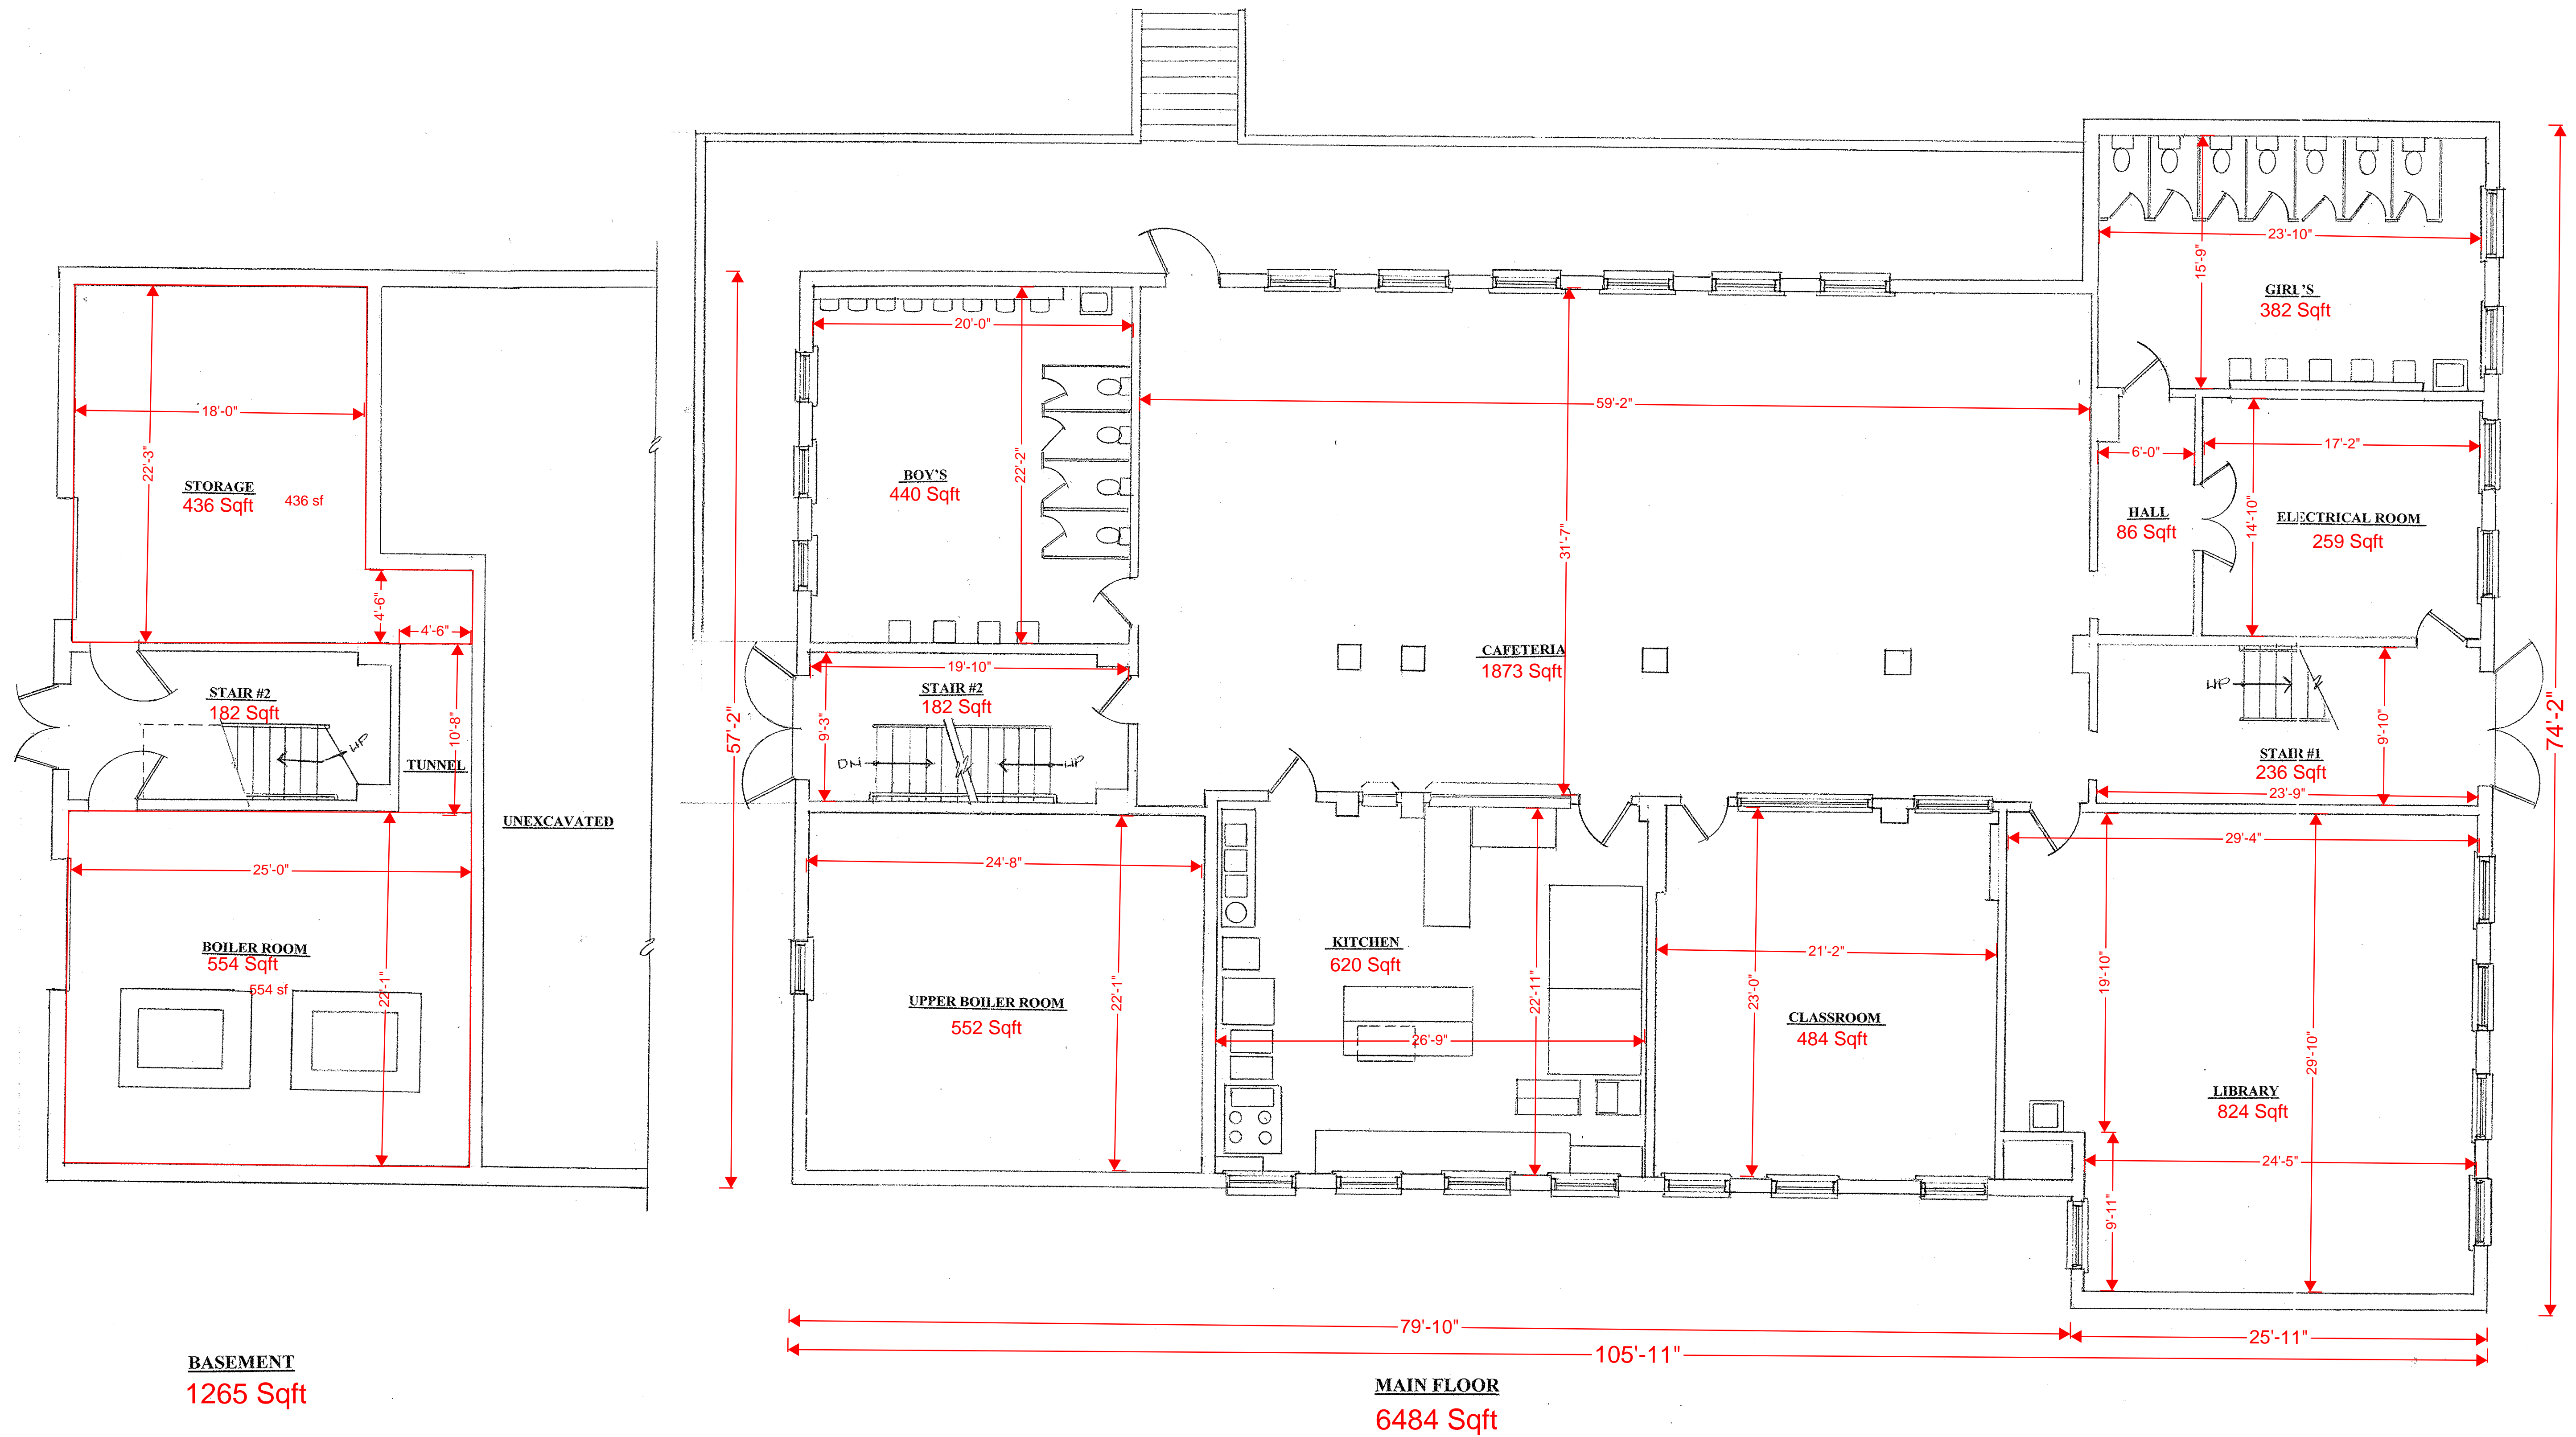 23'-10"
15'-9"
GIRL'S
382 Sqft
20'-0"
22'-2"
BOY'S
440 Sqft
59'-2"
31'-7"
CAFETERIA
1873 Sqft
6'-0"
17'-2"
14'-10"
HALL
86 Sqft
ELECTRICAL ROOM
259 Sqft
18'-0"
22'-3"
STORAGE
436 Sqft
436 sf
4'-6"
4'-6"
STAIR #2
182 Sqft
UP
10'-8"
TUNNEL
UNEXCAVATED
25'-0"
BOILER ROOM
554 Sqft
554 sf
22'-1"
57'-2"
19'-10"
9'-3"
STAIR #2
182 Sqft
DN
UP
UP
9'-10"
STAIR #1
236 Sqft
23'-9"
74'-2"
24'-8"
22'-1"
UPPER BOILER ROOM
552 Sqft
KITCHEN
620 Sqft
22'-11"
26'-9"
21'-2"
23'-0"
CLASSROOM
484 Sqft
29'-4"
19'-10"
29'-10"
LIBRARY
824 Sqft
24'-5"
9'-11"
79'-10"
25'-11"
105'-11"
BASEMENT
1265 Sqft
MAIN FLOOR
6484 Sqft